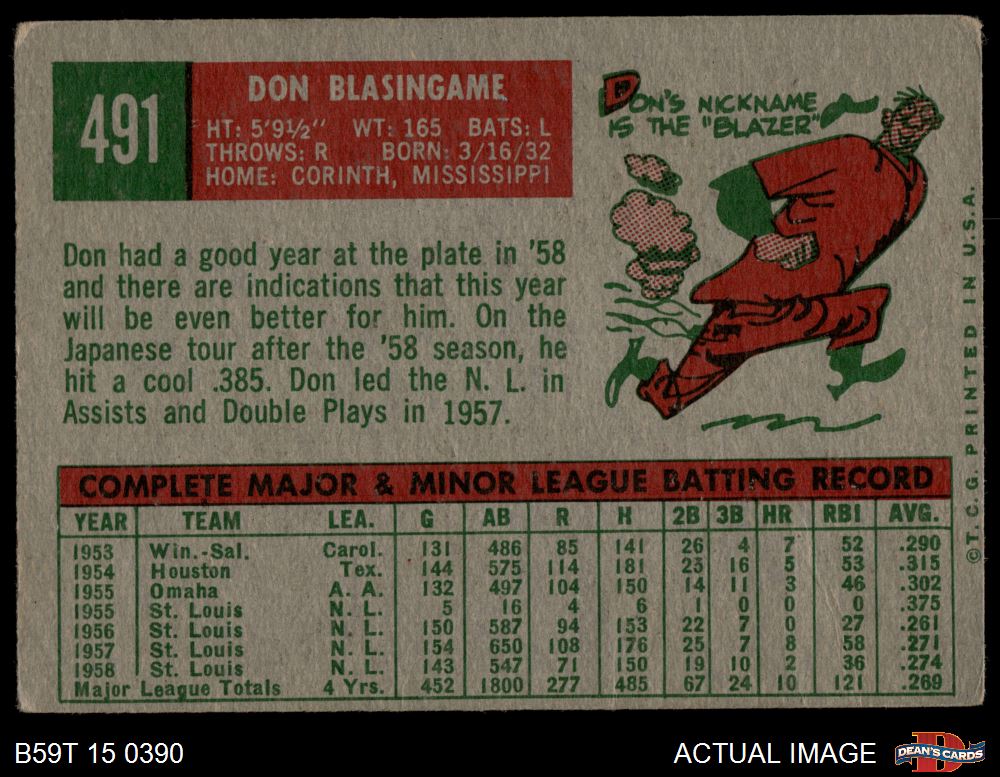 491
DON BLASINGAME
HT: 5'9½" WT: 165 BATS: L
THROWS: R BORN: 3/16/32
HOME: CORINTH, MISSISSIPPI
DON'S NICKNAME
IS THE "BLAZER"
Don had a good year at the plate in '58
and there are indications that this year
will be even better for him. On the
Japanese tour after the '58 season, he
hit a cool .385. Don led the N. L. in
Assists and Double Plays in 1957.
COMPLETE MAJOR & MINOR LEAGUE BATTING RECORD
YEAR TEAM LEA. G AB R H 2B 3B HR RBI AVG.
1953 Win.-Sal. Carol. 131 486 85 141 26 4 7 52 .290
1954 Houston Tex. 144 575 114 181 23 16 5 53 .315
1955 Omaha A. A. 132 497 104 150 14 11 3 46 .302
1955 St. Louis N. L. 5 16 4 6 1 0 0 0 .375
1956 St. Louis N. L. 150 587 94 153 22 7 0 27 .261
1957 St. Louis N. L. 154 650 108 176 25 7 8 58 .271
1958 St. Louis N. L. 143 547 71 150 19 10 2 36 .274
Major League Totals 4 Yrs. 452 1800 277 485 67 24 10 121 .269
©T. C. G. PRINTED IN U.S.A.
B59T 15 0390
ACTUAL IMAGE
D
DEAN'S CARDS